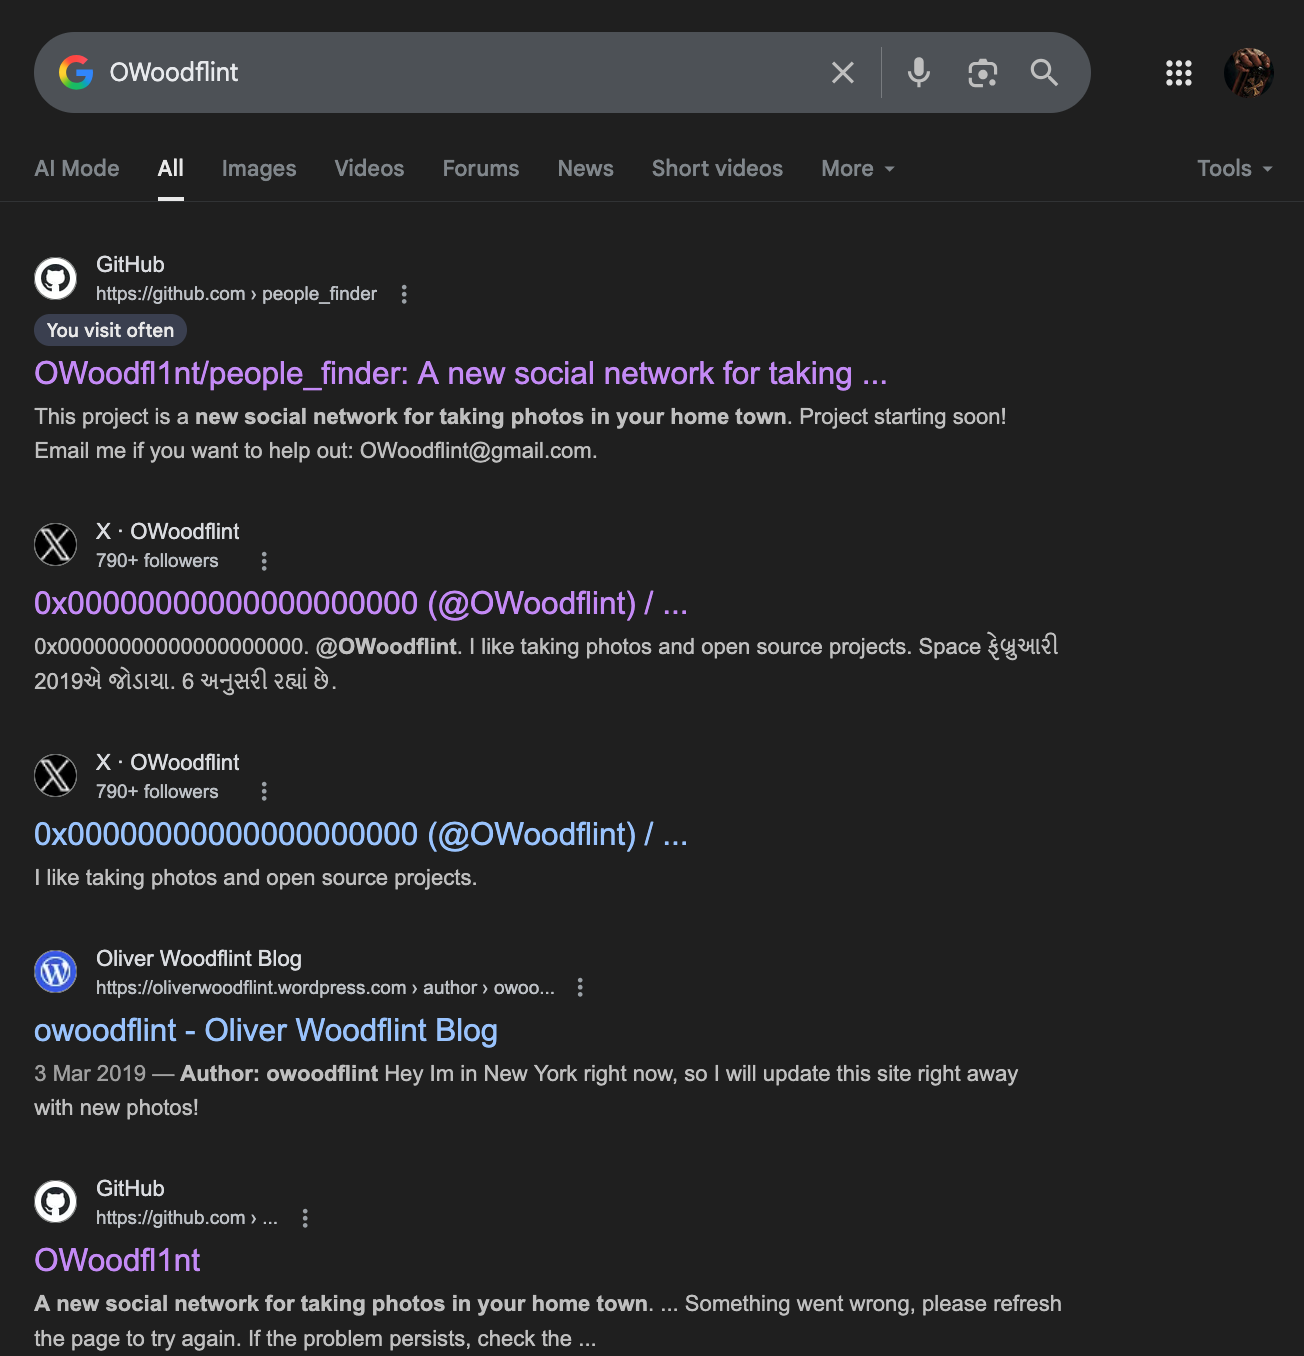 OWoodflint
AI Mode All Images Videos Forums News Short videos More Tools
GitHub
https://github.com › people_finder
You visit often
OWoodfl1nt/people_finder: A new social network for taking ...
This project is a new social network for taking photos in your home town. Project starting soon!
Email me if you want to help out: OWoodflint@gmail.com.
X · OWoodflint
790+ followers
0x00000000000000000000 (@OWoodflint) / ...
0x00000000000000000000. @OWoodflint. I like taking photos and open source projects. Space ફેબ્રુઆરી
2019એ જોડાયા. 6 અનુસરી રહ્યાં છે.
X · OWoodflint
790+ followers
0x00000000000000000000 (@OWoodflint) / ...
I like taking photos and open source projects.
Oliver Woodflint Blog
https://oliverwoodflint.wordpress.com › author › owoo...
owoodflint - Oliver Woodflint Blog
3 Mar 2019 — Author: owoodflint Hey Im in New York right now, so I will update this site right away
with new photos!
GitHub
https://github.com › ...
OWoodfl1nt
A new social network for taking photos in your home town. ... Something went wrong, please refresh
the page to try again. If the problem persists, check the ...